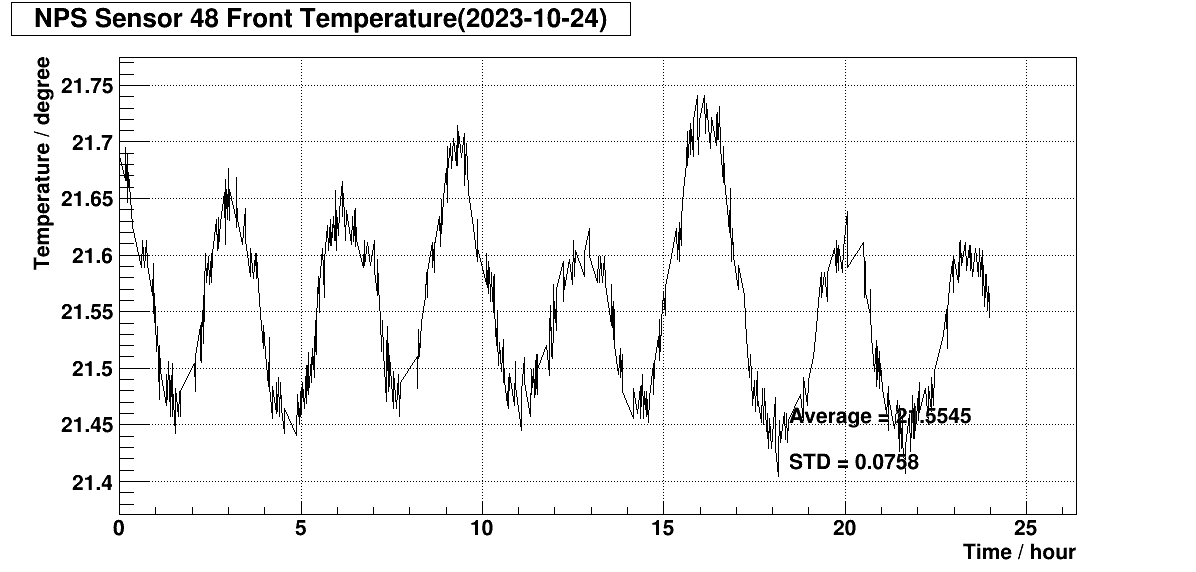 NPS Sensor 48 Front Temperature(2023-10-24)
Temperature / degree
21.75
21.7
21.65
21.6
21.55
21.5
21.45
21.4
Average = 21.5545
STD = 0.0758
0 5 10 15 20 25
Time / hour